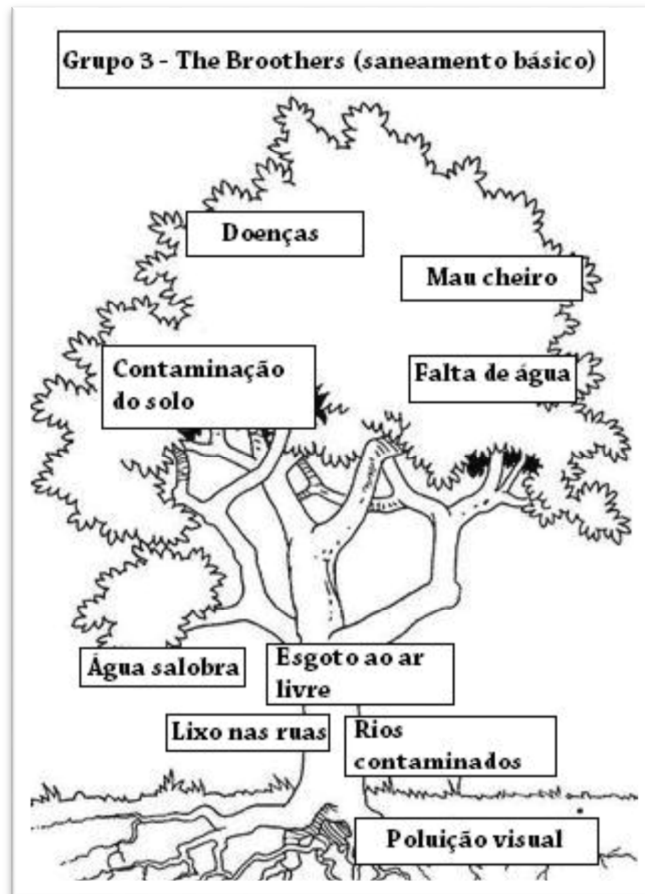 Grupo 3 - The Broothers (saneamento básico)
Doenças
Mau cheiro
Contaminação
do solo
Falta de água
Água salobra
Esgoto ao ar
livre
Lixo nas ruas
Rios
contaminados
Poluição visual